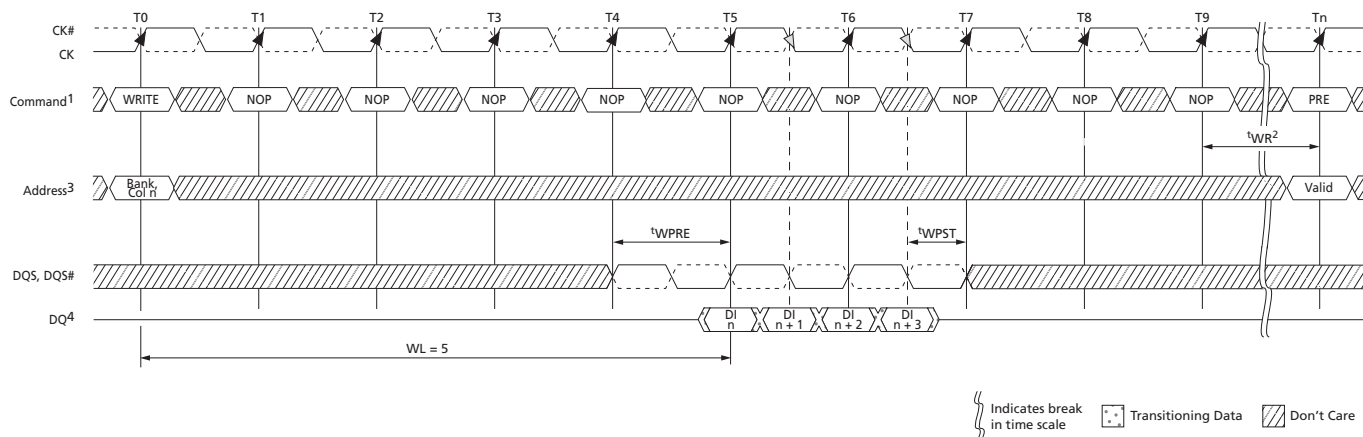 T0 T1 T2 T3 T4 T5 T6 T7 T8 T9 Tn
CK#
CK
Command1 WRITE NOP NOP NOP NOP NOP NOP NOP NOP NOP PRE
tWR2
Address3 Bank, Col n Valid
tWPRE tWPST
DQS, DQS#
DQ4 DI n DI n + 1 DI n + 2 DI n + 3
WL = 5
Indicates break in time scale Transitioning Data Don't Care